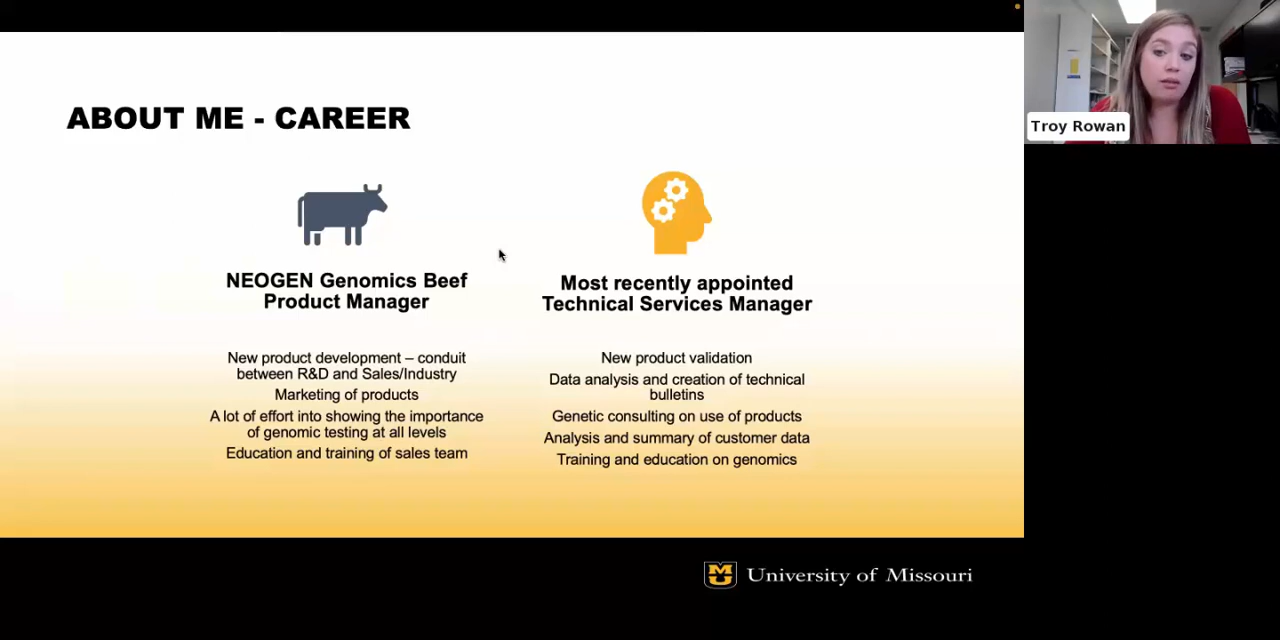 ABOUT ME - CAREER
Troy Rowan
NEOGEN Genomics Beef
Product Manager
New product development – conduit
between R&D and Sales/Industry
Marketing of products
A lot of effort into showing the importance
of genomic testing at all levels
Education and training of sales team
Most recently appointed
Technical Services Manager
New product validation
Data analysis and creation of technical
bulletins
Genetic consulting on use of products
Analysis and summary of customer data
Training and education on genomics
University of Missouri